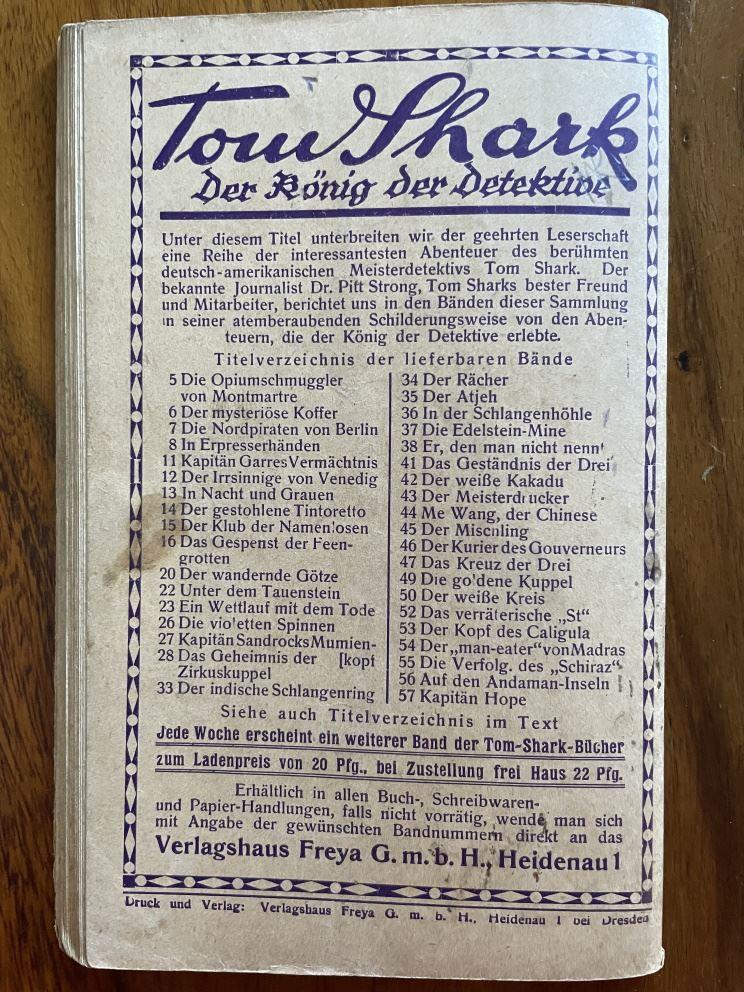 Tom Shark
Der König der Detektive
Unter diesem Titel unterbreiten wir der geehrten Leserschaft
eine Reihe der interessantesten Abenteuer des berühmten
deutsch-amerikanischen Meisterdetektivs Tom Shark. Der
bekannte Journalist Dr. Pitt Strong, Tom Sharks bester Freund
und Mitarbeiter, berichtet uns in den Bänden dieser Sammlung
in seiner atemberaubenden Schilderungsweise von den Aben-
teuern, die der König der Detektive erlebte.
Titelverzeichnis der lieferbaren Bände
5 Die Opiumschmuggler
von Montmartre
6 Der mysteriöse Koffer
7 Die Nordpiraten von Berlin
8 In Erpresserhänden
11 Kapitän Garres Vermächtnis
12 Der Irrsinnige von Venedig
13 In Nacht und Grauen
14 Der gestohlene Tintoretto
15 Der Klub der Namenlosen
16 Das Gespenst der Feen-
grotten
20 Der wandernde Götze
22 Unter dem Tauenstein
23 Ein Wettlauf mit dem Tode
26 Die violetten Spinnen
27 Kapitän Sandrocks Mumien-
28 Das Geheimnis der [kopf
Zirkuskuppel
33 Der indische Schlangenring
34 Der Rächer
35 Der Atjeh
36 In der Schlangenhöhle
37 Die Edelstein-Mine
38 Er, den man nicht nennt
41 Das Geständnis der Drei
42 Der weiße Kakadu
43 Der Meisterdrucker
44 Me Wang, der Chinese
45 Der Mischling
46 Der Kurier des Gouverneurs
47 Das Kreuz der Drei
49 Die goldene Kuppel
50 Der weiße Kreis
52 Das verräterische „St“
53 Der Kopf des Caligula
54 Der „man-eater“ von Madras
55 Die Verfolg. des „Schiraz“
56 Auf den Andaman-Inseln
57 Kapitän Hope
Siehe auch Titelverzeichnis im Text
Jede Woche erscheint ein weiterer Band der Tom-Shark-Bücher
zum Ladenpreis von 20 Pfg., bei Zustellung frei Haus 22 Pfg.
Erhältlich in allen Buch-, Schreibwaren-
und Papier-Handlungen, falls nicht vorrätig, wende man sich
mit Angabe der gewünschten Bandnummern direkt an das
Verlagshaus Freya G. m. b. H., Heidenau 1
Druck und Verlag: Verlagshaus Freya G. m. b. H., Heidenau 1 bei Dresden